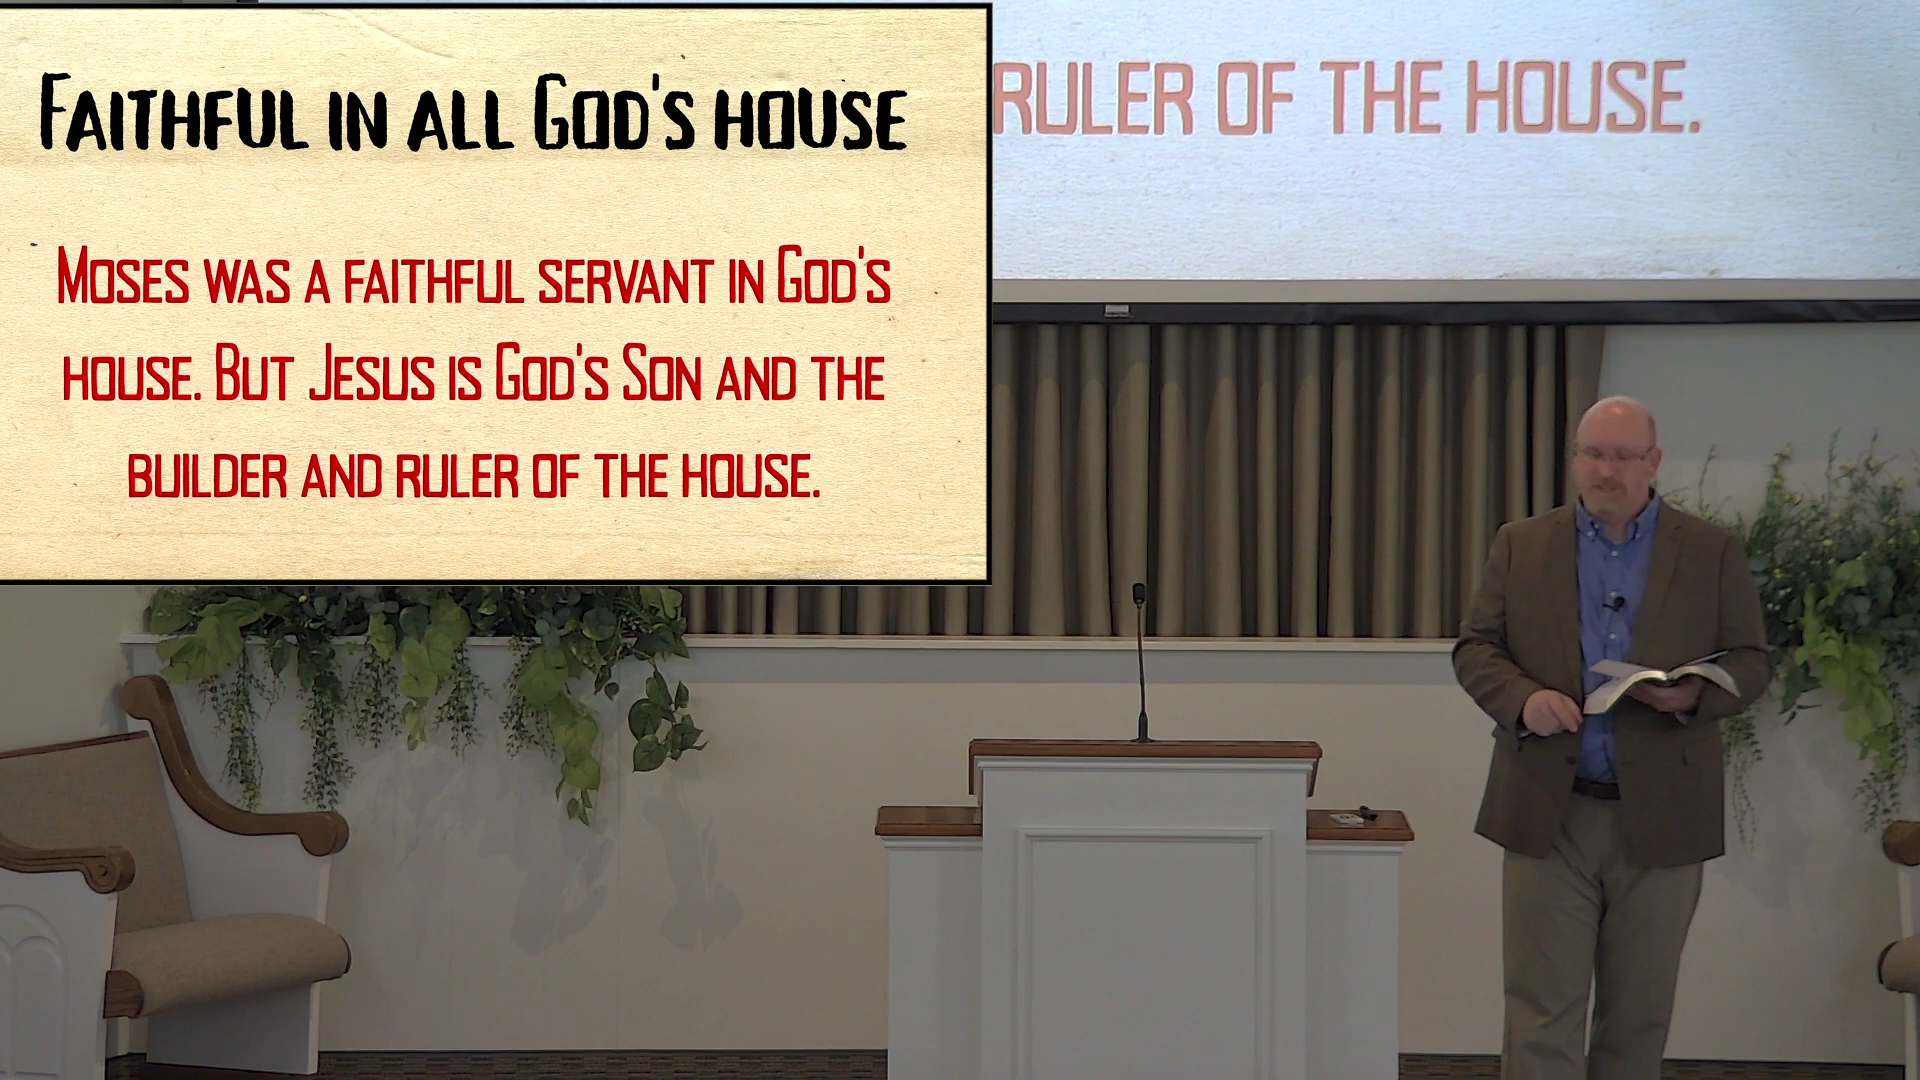 Faithful in all God's house
Moses was a faithful servant in God's
house. But Jesus is God's Son and the
builder and ruler of the house.
ruler of the house.